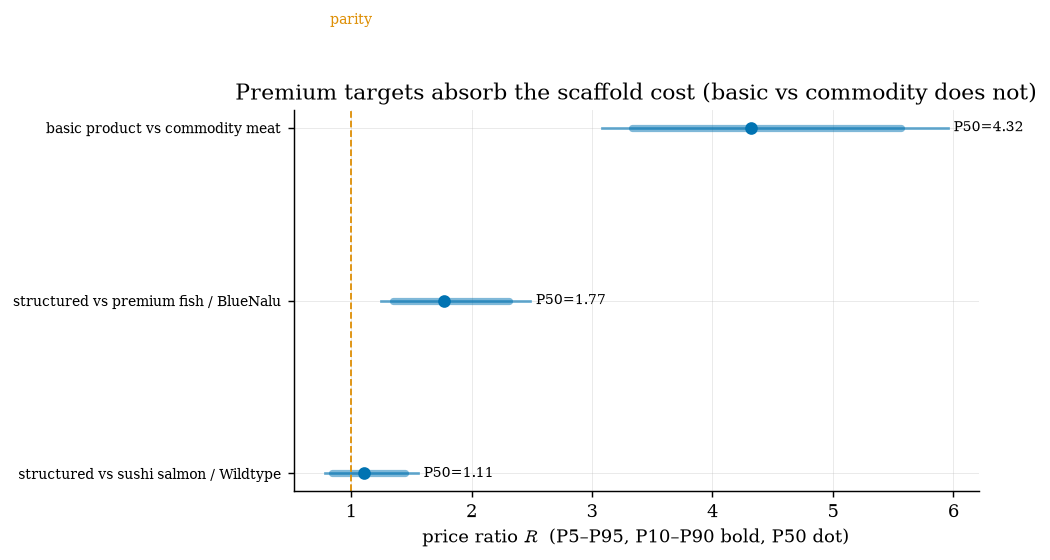 parity
Premium targets absorb the scaffold cost (basic vs commodity does not)
basic product vs commodity meat
P50=4.32
structured vs premium fish / BlueNalu
P50=1.77
structured vs sushi salmon / Wildtype
P50=1.11
1 2 3 4 5 6
price ratio R (P5–P95, P10–P90 bold, P50 dot)